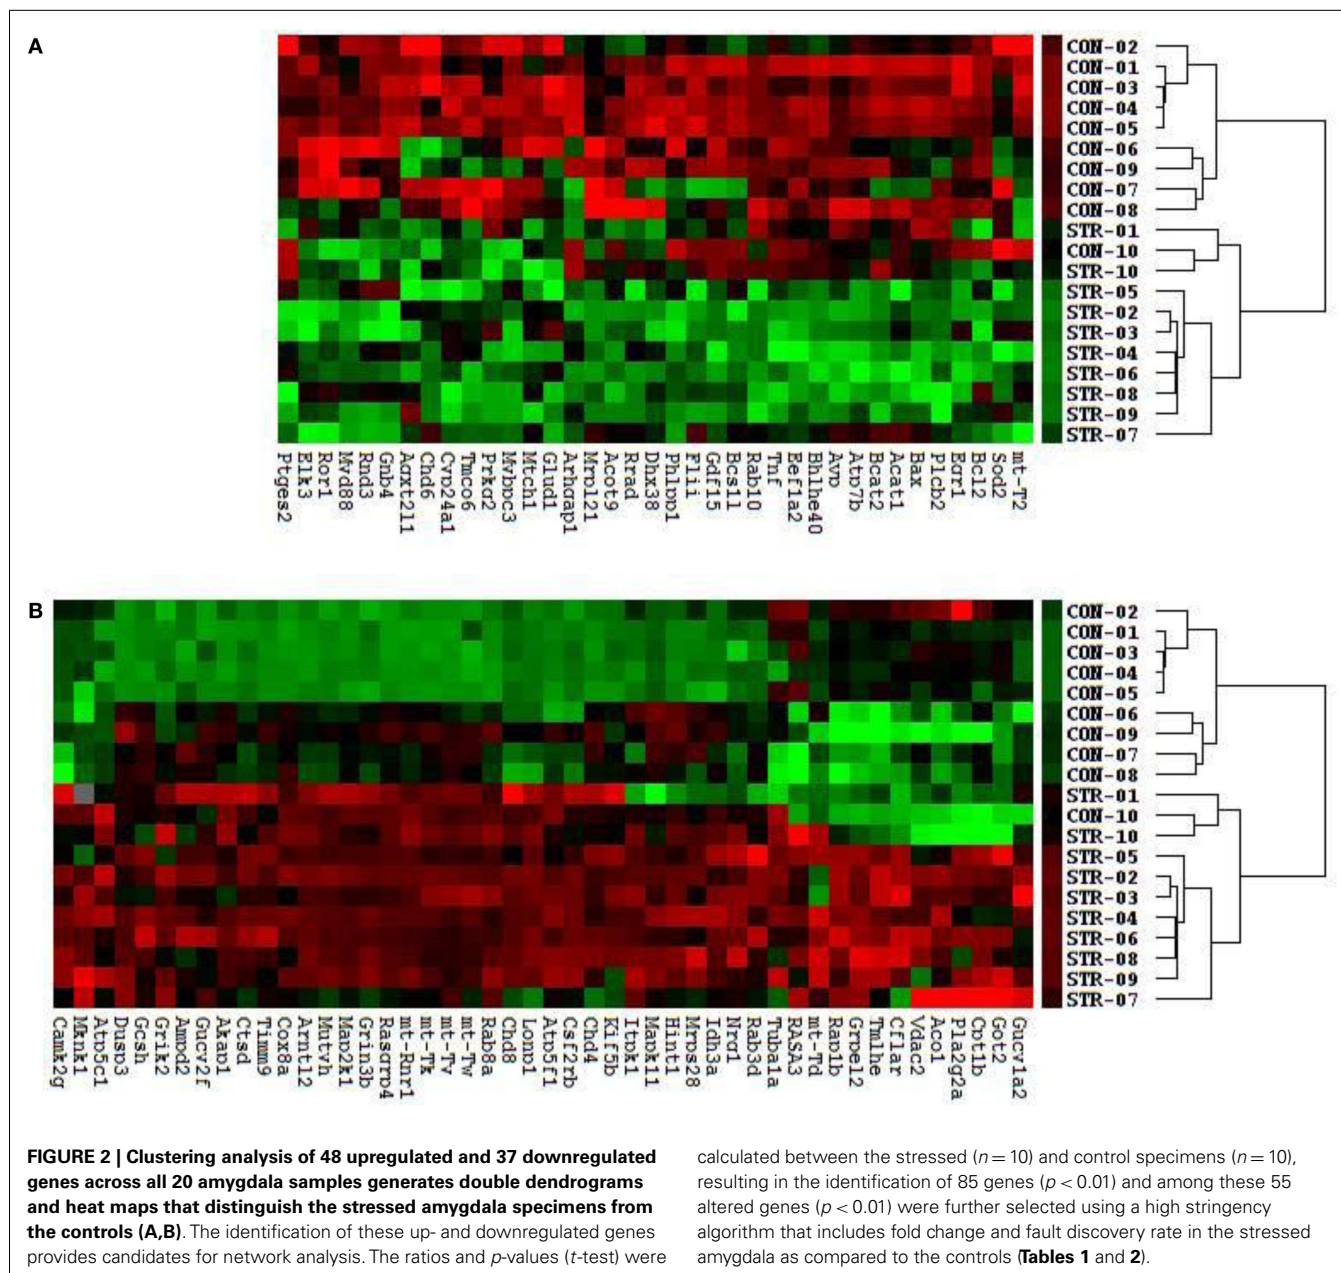 A
CON-02
CON-01
CON-03
CON-04
CON-05
CON-06
CON-09
CON-07
CON-08
STR-01
CON-10
STR-10
STR-05
STR-02
STR-03
STR-04
STR-06
STR-08
STR-09
STR-07
Ptges2
Elk3
Ror1
Myd88
Rnd3
Gnb4
Agxt2l1
Chd6
Cyp24a1
Tmco6
Prkg2
Mybpc3
Mtch1
Glud1
Arhgap1
Mrpl21
Acot9
Rrad
Dhx38
Phlpp1
Flii
Gdf15
Bcs1l
Rab10
Tnf
Eef1a2
Bhlhe40
Avp
Atp7b
Bcat2
Acat1
Bax
Plcb2
Egr1
Bcl2
Sod2
mt-T2
B
CON-02
CON-01
CON-03
CON-04
CON-05
CON-06
CON-09
CON-07
CON-08
STR-01
CON-10
STR-10
STR-05
STR-02
STR-03
STR-04
STR-06
STR-08
STR-09
STR-07
Camk2g
Mknk1
Atp5c1
Dusp3
Gcsh
Grik2
Ampd2
Gucy2f
Akap1
Ctsd
Timm9
Cox8a
Arntl2
Mutyh
Map2k1
Grin3b
Rasgrp4
mt-Rnr1
mt-Tk
mt-Tv
mt-Tw
Rab8a
Chd8
Lonp1
Atp5f1
Csf2rb
Chd4
Kif5b
Itpk1
Mapk11
Hint1
Mrps28
Idh3a
Nrg1
Rab3d
Tuba1a
RASA3
mt-Td
Rap1b
Grpel2
Tmlhe
Cflar
Vdac2
Aco1
Pla2g2a
Cpt1b
Got2
Gucy1a2
FIGURE 2 | Clustering analysis of 48 upregulated and 37 downregulated
genes across all 20 amygdala samples generates double dendrograms
and heat maps that distinguish the stressed amygdala specimens from
the controls (A,B). The identification of these up- and downregulated genes
provides candidates for network analysis. The ratios and p-values (t-test) were
calculated between the stressed (n = 10) and control specimens (n = 10),
resulting in the identification of 85 genes (p < 0.01) and among these 55
altered genes (p < 0.01) were further selected using a high stringency
algorithm that includes fold change and fault discovery rate in the stressed
amygdala as compared to the controls (Tables 1 and 2).